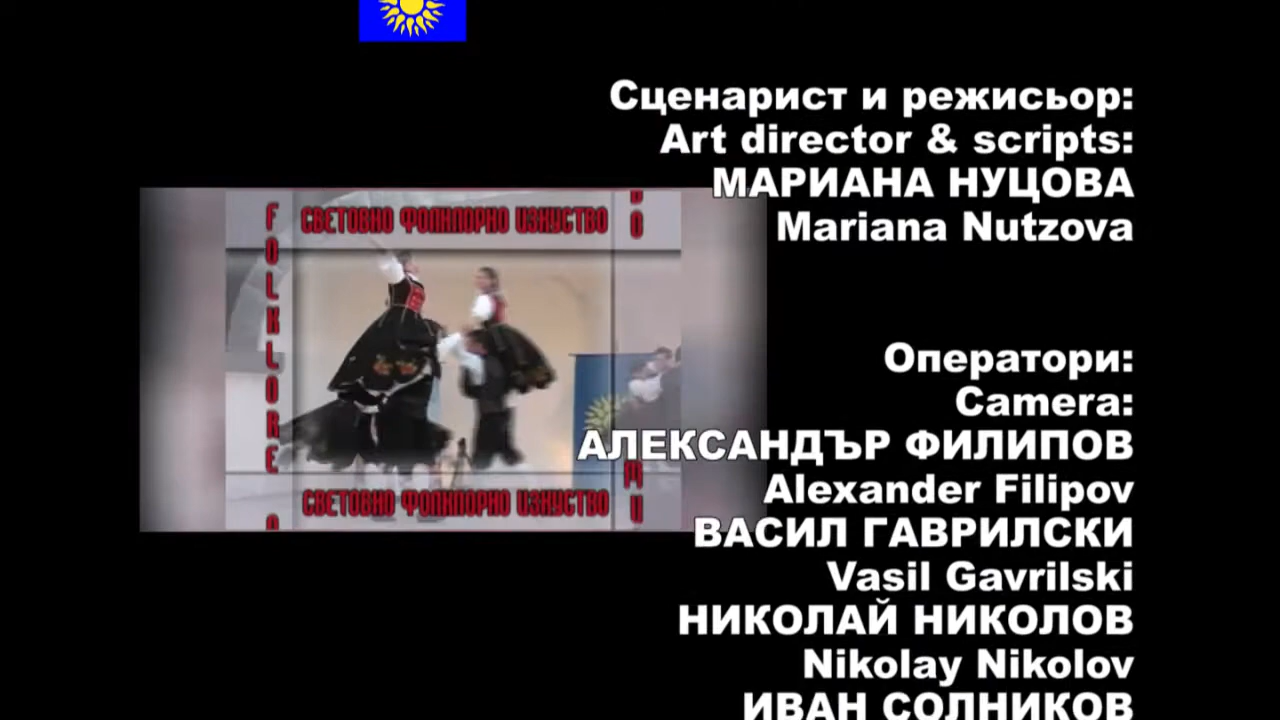 Сценарист и режисьор:
Art director & scripts:
МАРИАНА НУЦОВА
Mariana Nutzova
СВЕТОВНО ФОЛКЛОРНО ИЗКУСТВО
FOLKLORE
Оператори:
Camera:
АЛЕКСАНДЪР ФИЛИПОВ
Alexander Filipov
СВЕТОВНО ФОЛКЛОРНО ИЗКУСТВО
ВАСИЛ ГАВРИЛСКИ
Vasil Gavrilski
НИКОЛАЙ НИКОЛОВ
Nikolay Nikolov
ИВАН СОЛНИКОВ